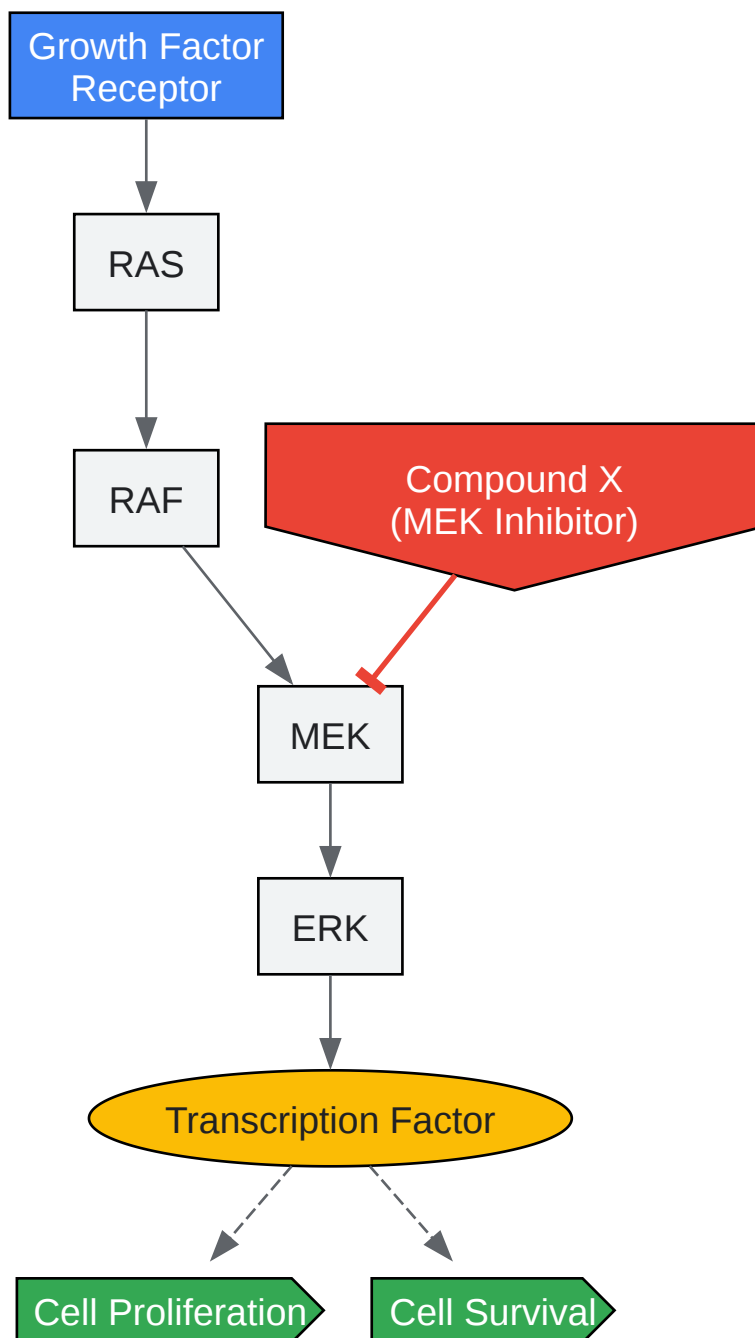 Growth Factor
Receptor
RAS
RAF
Compound X
(MEK Inhibitor)
MEK
ERK
Transcription Factor
Cell Proliferation
Cell Survival